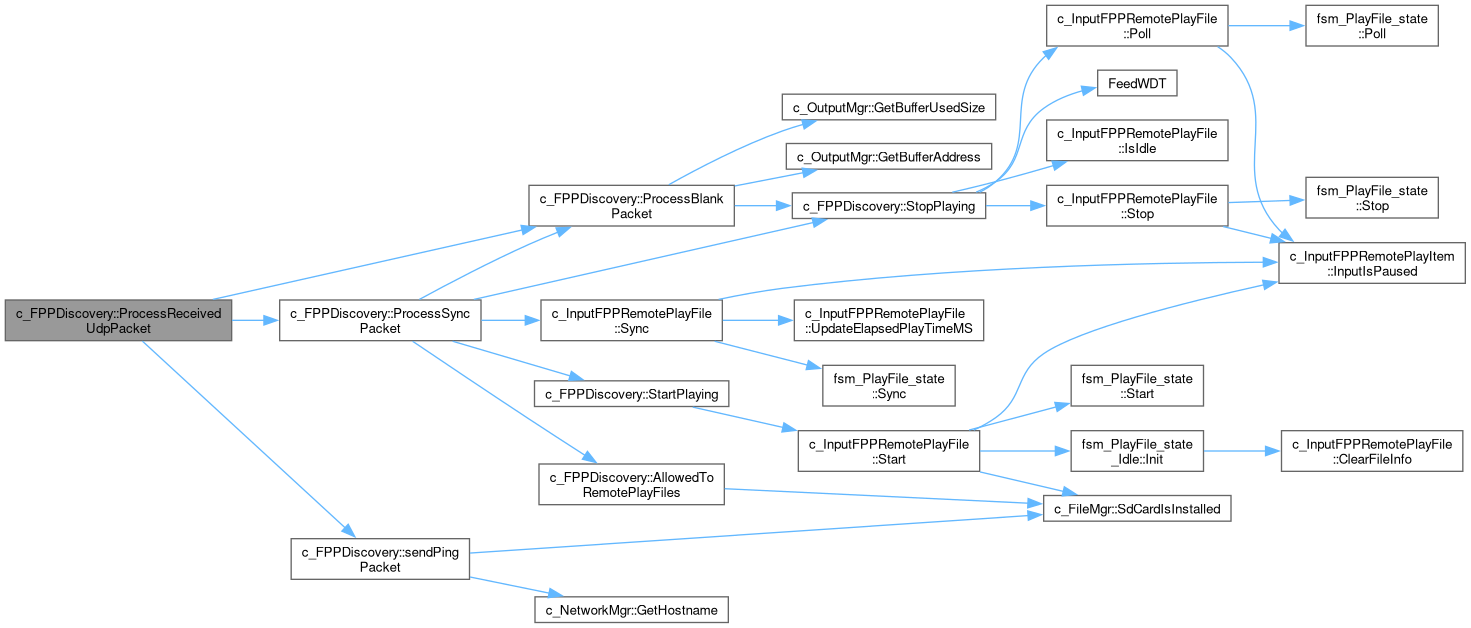 c_InputFPPRemotePlayFile
::Poll
fsm_PlayFile_state
::Poll
FeedWDT
c_OutputMgr::GetBufferUsedSize
c_InputFPPRemotePlayFile
::IsIdle
c_OutputMgr::GetBufferAddress
c_FPPDiscovery::ProcessBlank
Packet
c_FPPDiscovery::StopPlaying
c_InputFPPRemotePlayFile
::Stop
fsm_PlayFile_state
::Stop
c_InputFPPRemotePlayItem
::InputIsPaused
c_FPPDiscovery::ProcessReceived
UdpPacket
c_FPPDiscovery::ProcessSync
Packet
c_InputFPPRemotePlayFile
::Sync
c_InputFPPRemotePlayFile
::UpdateElapsedPlayTimeMS
fsm_PlayFile_state
::Sync
fsm_PlayFile_state
::Start
c_FPPDiscovery::StartPlaying
c_InputFPPRemotePlayFile
::Start
fsm_PlayFile_state
_Idle::Init
c_InputFPPRemotePlayFile
::ClearFileInfo
c_FPPDiscovery::AllowedTo
RemotePlayFiles
c_FileMgr::SdCardIsInstalled
c_FPPDiscovery::sendPing
Packet
c_NetworkMgr::GetHostname